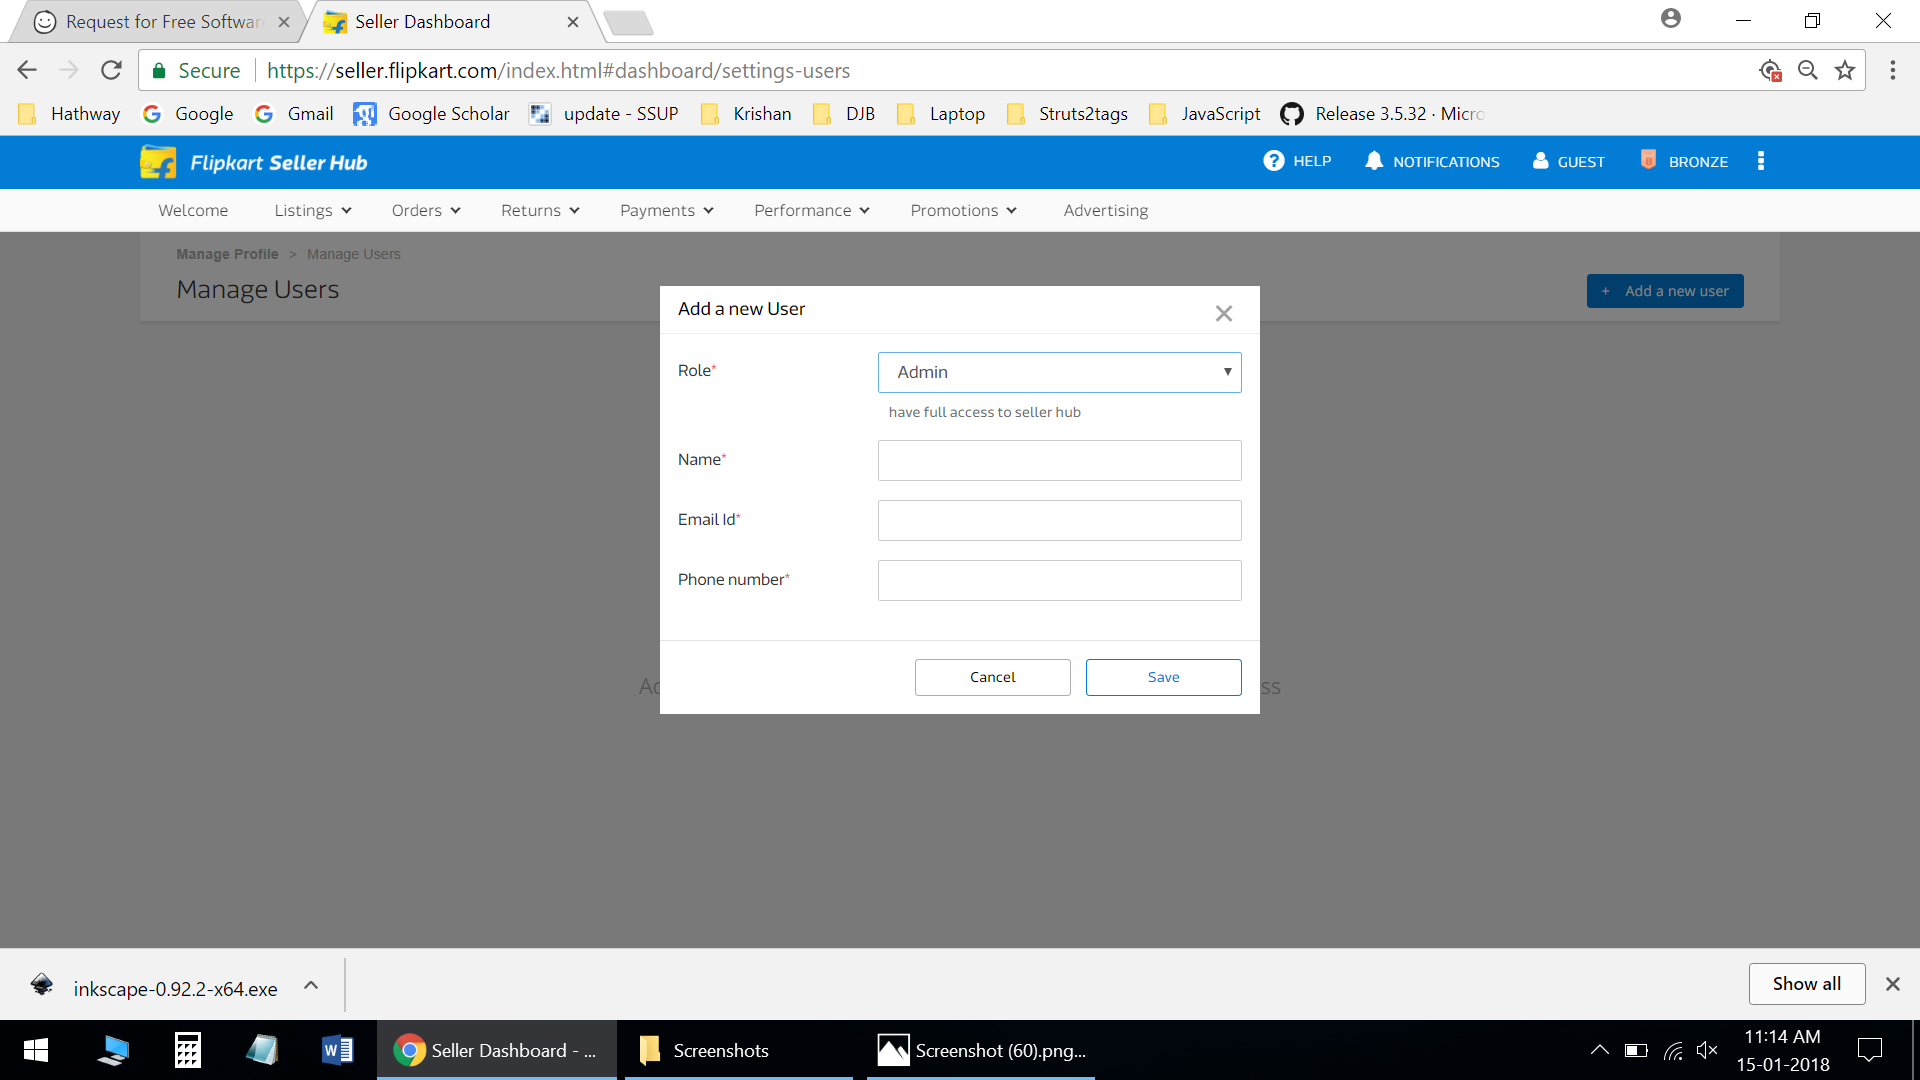 Request for Free Softwar
Seller Dashboard
Secure https://seller.flipkart.com/index.html#dashboard/settings-users
Hathway Google Gmail Google Scholar update - SSUP Krishan DJB Laptop Struts2tags JavaScript Release 3.5.32 · Micro
Flipkart Seller Hub
? HELP NOTIFICATIONS GUEST BRONZE
Welcome Listings Orders Returns Payments Performance Promotions Advertising
Manage Profile > Manage Users
Manage Users
+ Add a new user
Add a new User
Role* Admin
have full access to seller hub
Name*
Email Id*
Phone number*
Cancel Save
inkscape-0.92.2-x64.exe
Show all
Seller Dashboard - ...
Screenshots
Screenshot (60).png...
11:14 AM
15-01-2018